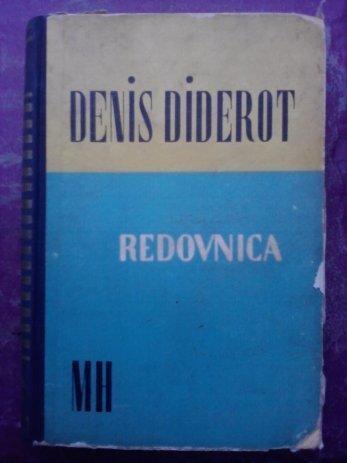 DENIS DIDEROT
REDOVNICA
MH